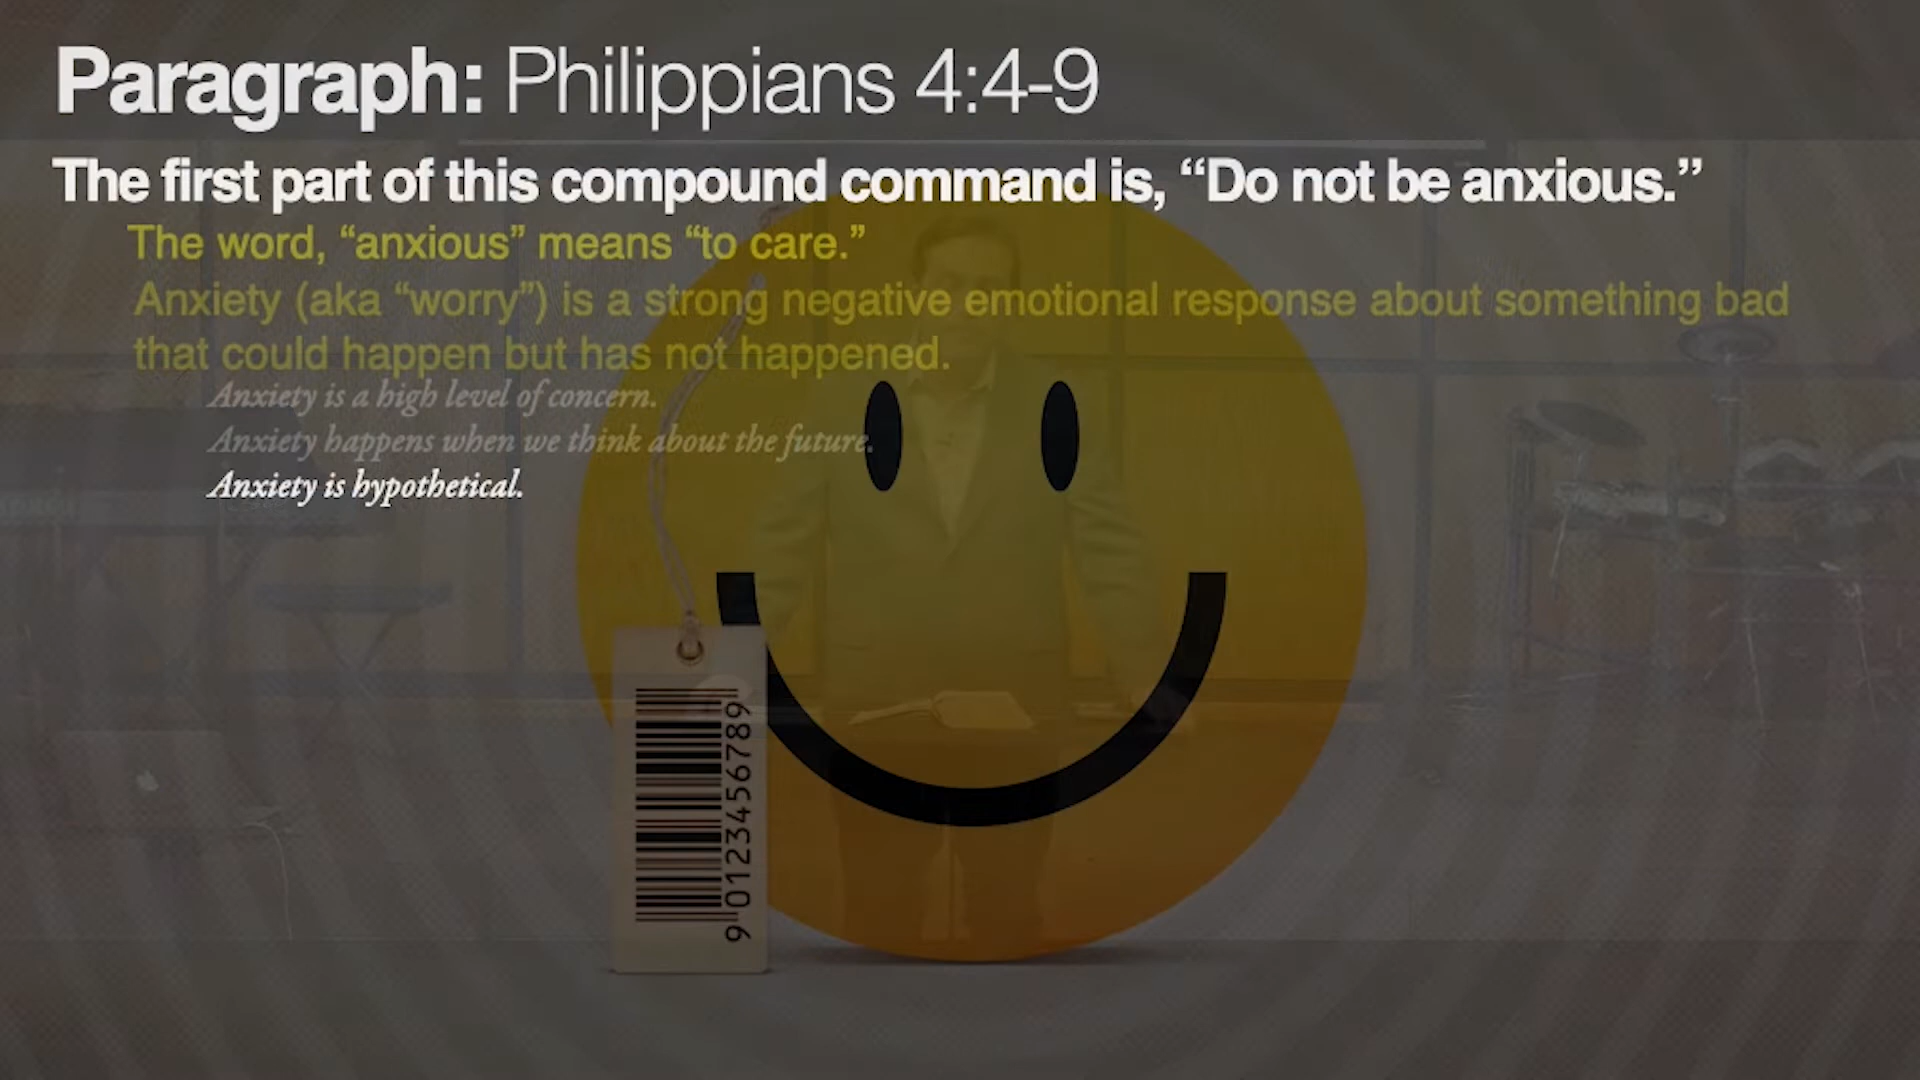 Paragraph: Philippians 4:4-9
The first part of this compound command is, “Do not be anxious.”
The word, “anxious” means “to care.”
Anxiety (aka “worry”) is a strong negative emotional response about something bad
that could happen but has not happened.
Anxiety is a high level of concern.
Anxiety happens when we think about the future.
Anxiety is hypothetical.
9 0123456789